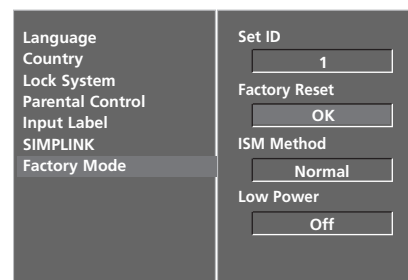 Language
Country
Lock System
Parental Control
Input Label
SIMPLINK
Factory Mode
Set ID
1
Factory Reset
OK
ISM Method
Normal
Low Power
Off